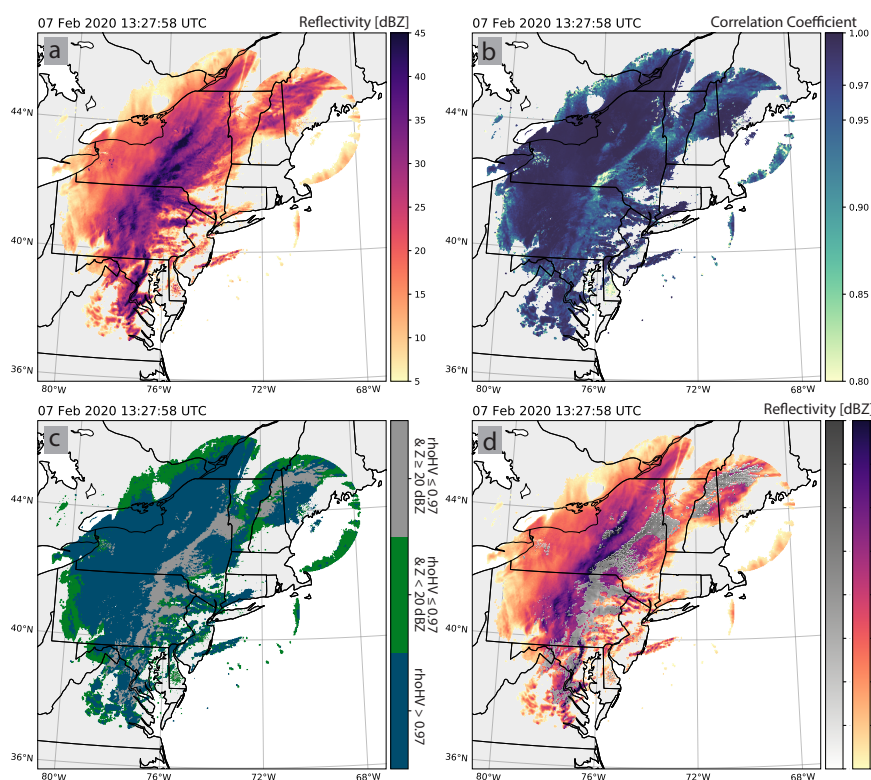 07 Feb 2020 13:27:58 UTC
Reflectivity [dBZ]
a
44°N
40°N
36°N
80°W
76°W
72°W
68°W
45
40
35
30
25
20
15
10
5
07 Feb 2020 13:27:58 UTC
Correlation Coefficient
b
44°N
40°N
36°N
80°W
76°W
72°W
68°W
1.00
0.95
0.90
0.85
0.80
07 Feb 2020 13:27:58 UTC
c
44°N
40°N
36°N
80°W
76°W
72°W
68°W
rhoHV ≤ 0.97
& Z ≥ 20 dBZ
rhoHV ≤ 0.97
& Z < 20 dBZ
rhoHV > 0.97
07 Feb 2020 13:27:58 UTC
Reflectivity [dBZ]
d
44°N
40°N
36°N
80°W
76°W
72°W
68°W